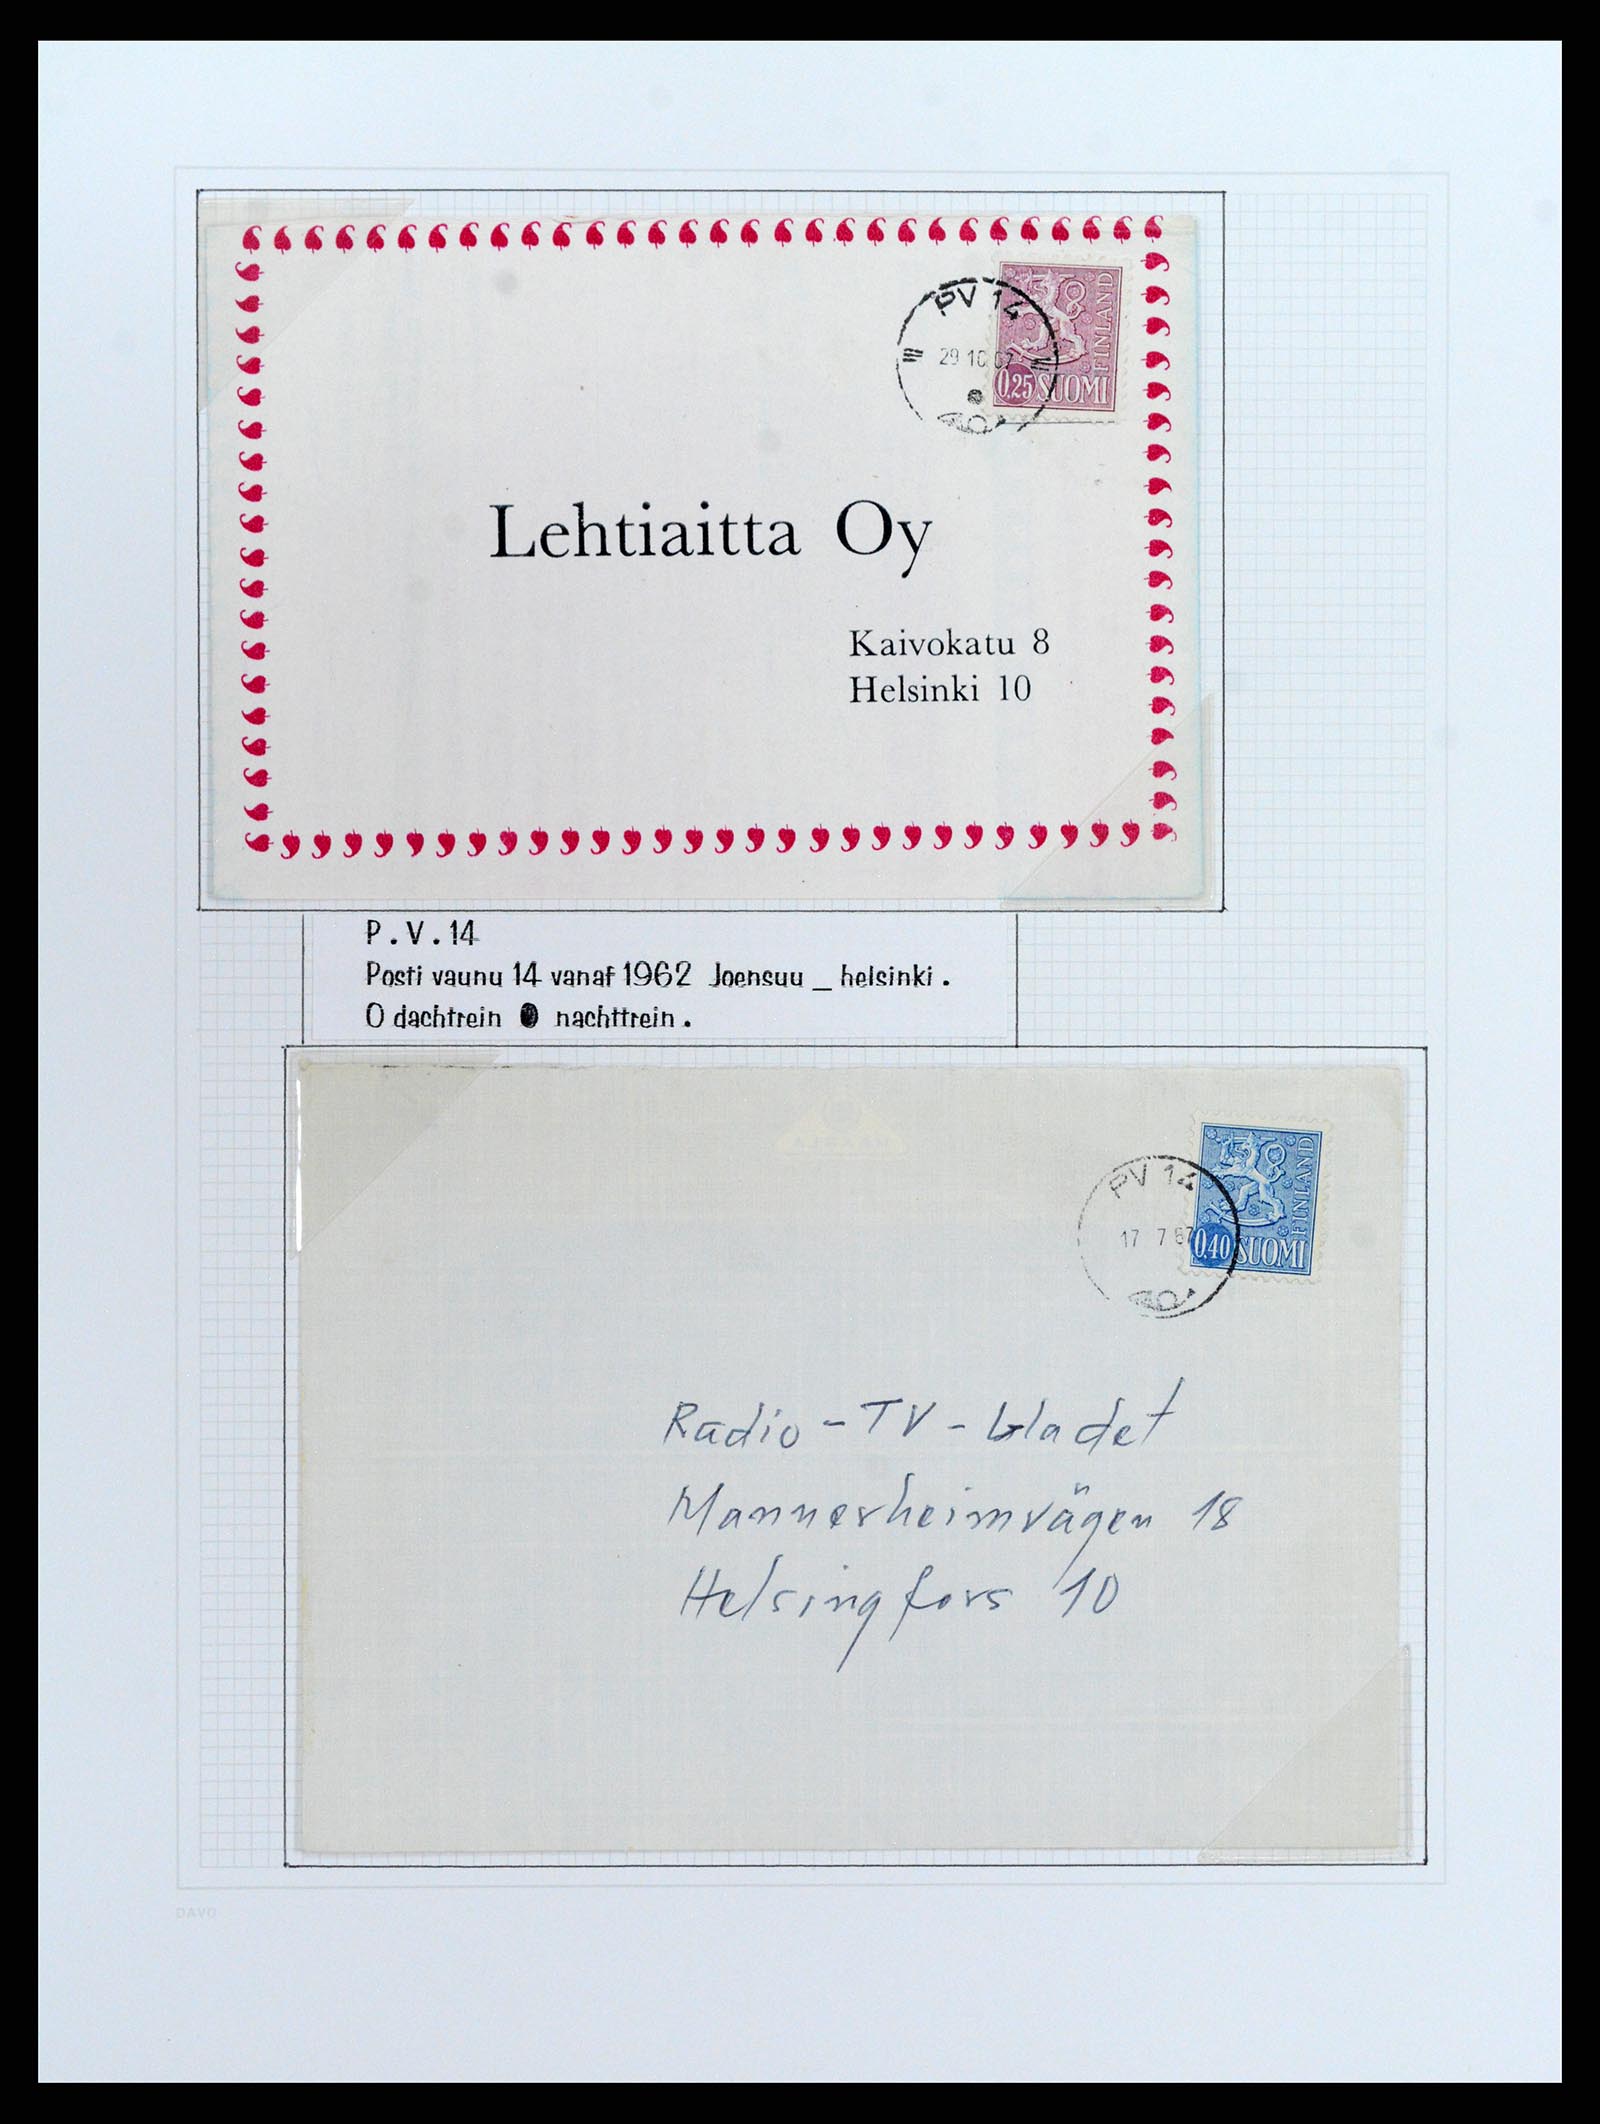 PV 14
29 10 67
FINLAND
0,25 SUOMI
Lehtiaitta Oy
Kaivokatu 8
Helsinki 10
P.V.14
Posti vaunu 14 vanaf 1962 Joensuu _ helsinki.
O dachtrein ● nachttrein.
PV 14
17 7 67
FINLAND
0,40 SUOMI
Radio-TV-bladet
Mannerheimvägen 18
Helsingfors 10
DAVO